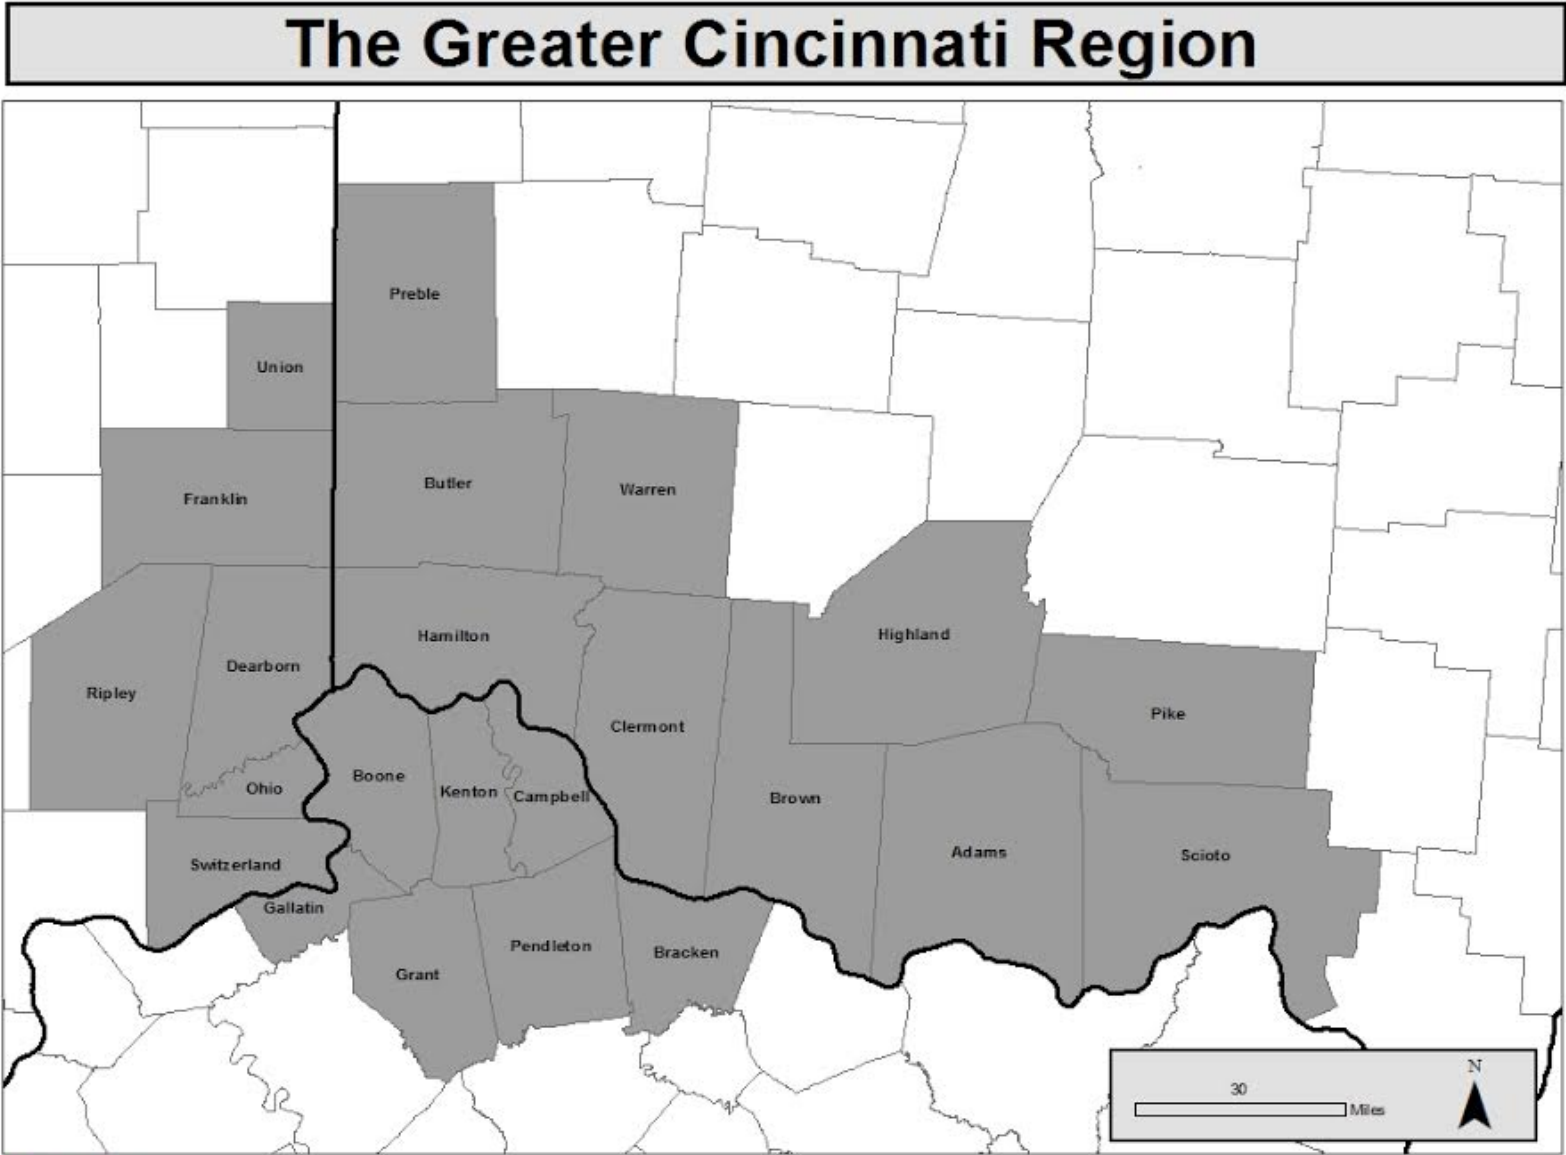 The Greater Cincinnati Region
Preble
Union
Butler
Warren
Franklin
Hamilton
Highland
Dearborn
Ripley
Clermont
Pike
Boone
Ohio
Kenton
Campbell
Brown
Adams
Scioto
Switzerland
Gallatin
Pendleton
Bracken
Grant
N
30
Miles